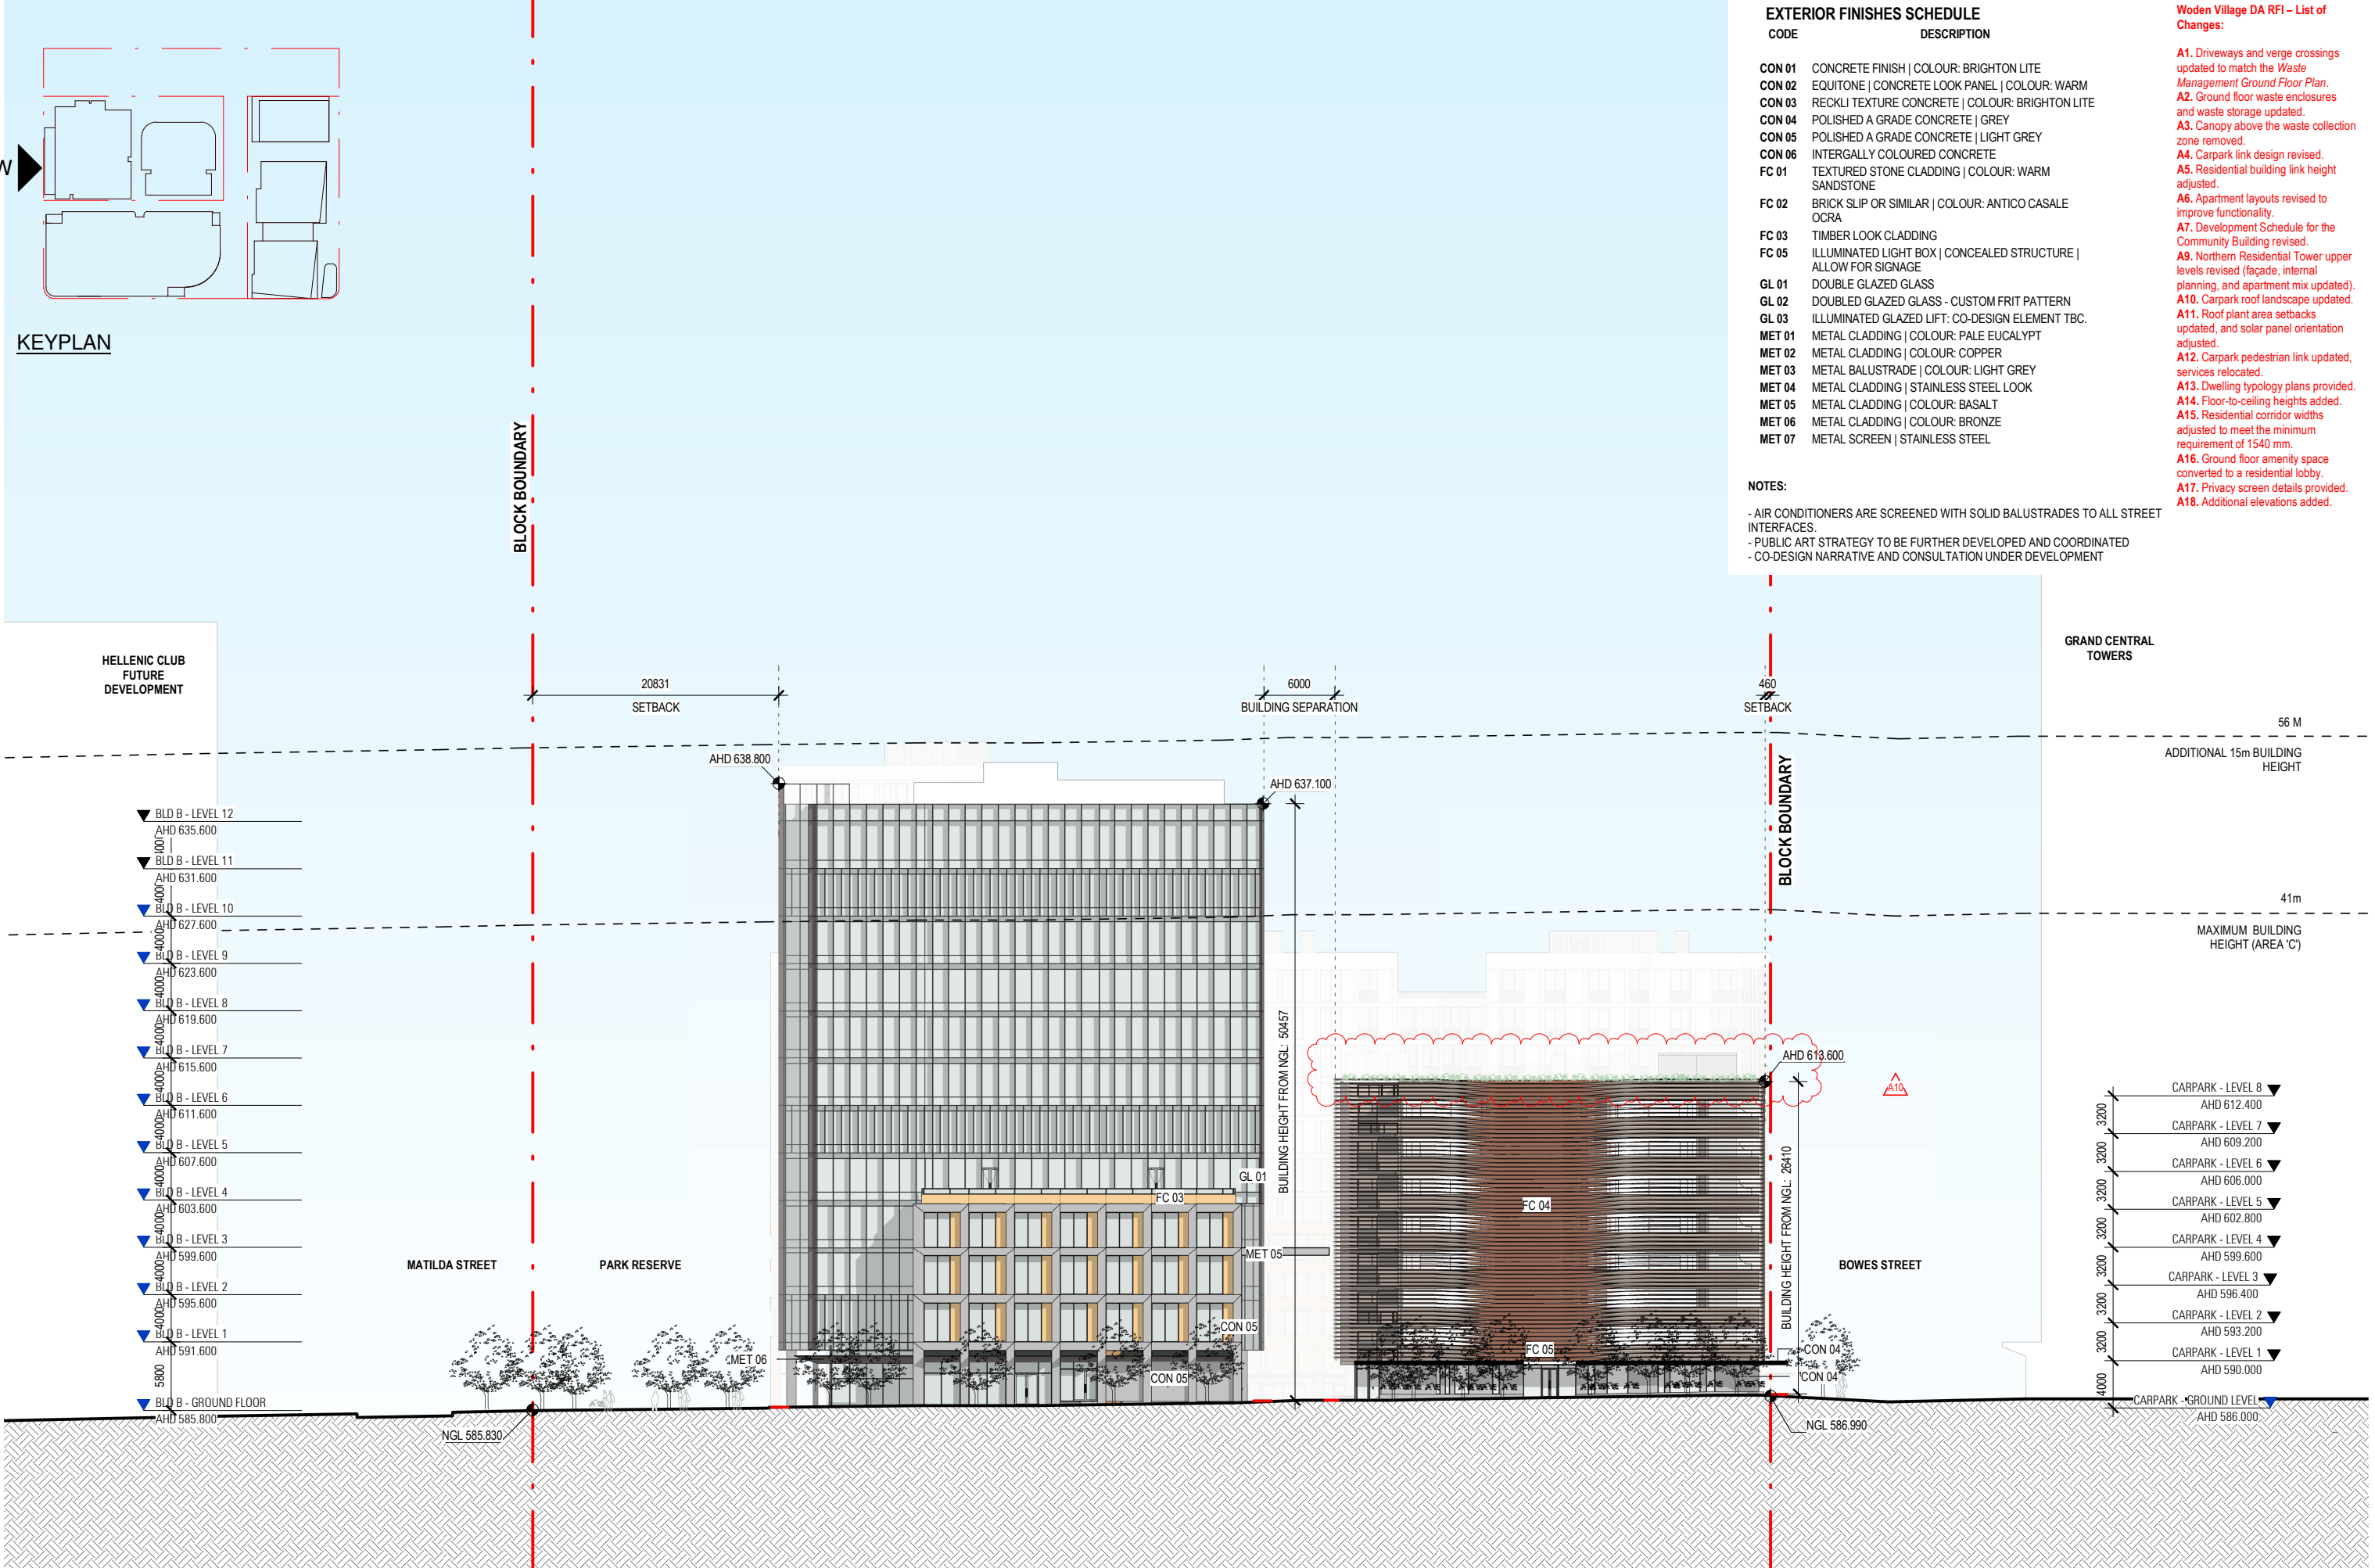 EXTERIOR FINISHES SCHEDULE
CODE DESCRIPTION
CON 01 CONCRETE FINISH | COLOUR: BRIGHTON LITE
CON 02 EQUITONE | CONCRETE LOOK PANEL | COLOUR: WARM
CON 03 RECKLI TEXTURE CONCRETE | COLOUR: BRIGHTON LITE
CON 04 POLISHED A GRADE CONCRETE | GREY
CON 05 POLISHED A GRADE CONCRETE | LIGHT GREY
CON 06 INTERGALLY COLOURED CONCRETE
FC 01 TEXTURED STONE CLADDING | COLOUR: WARM
SANDSTONE
FC 02 BRICK SLIP OR SIMILAR | COLOUR: ANTICO CASALE
OCRA
FC 03 TIMBER LOOK CLADDING
FC 05 ILLUMINATED LIGHT BOX | CONCEALED STRUCTURE |
ALLOW FOR SIGNAGE
GL 01 DOUBLE GLAZED GLASS
GL 02 DOUBLED GLAZED GLASS - CUSTOM FRIT PATTERN
GL 03 ILLUMINATED GLAZED LIFT: CO-DESIGN ELEMENT TBC.
MET 01 METAL CLADDING | COLOUR: PALE EUCALYPT
MET 02 METAL CLADDING | COLOUR: COPPER
MET 03 METAL BALUSTRADE | COLOUR: LIGHT GREY
MET 04 METAL CLADDING | STAINLESS STEEL LOOK
MET 05 METAL CLADDING | COLOUR: BASALT
MET 06 METAL CLADDING | COLOUR: BRONZE
MET 07 METAL SCREEN | STAINLESS STEEL
NOTES:
- AIR CONDITIONERS ARE SCREENED WITH SOLID BALUSTRADES TO ALL STREET
INTERFACES.
- PUBLIC ART STRATEGY TO BE FURTHER DEVELOPED AND COORDINATED
- CO-DESIGN NARRATIVE AND CONSULTATION UNDER DEVELOPMENT
Woden Village DA RFI – List of
Changes:
A1. Driveways and verge crossings
updated to match the Waste
Management Ground Floor Plan.
A2. Ground floor waste enclosures
and waste storage updated.
A3. Canopy above the waste collection
zone removed.
A4. Carpark link design revised.
A5. Residential building link height
adjusted.
A6. Apartment layouts revised to
improve functionality.
A7. Development Schedule for the
Community Building revised.
A9. Northern Residential Tower upper
levels revised (façade, internal
planning, and apartment mix updated).
A10. Carpark roof landscape updated.
A11. Roof plant area setbacks
updated, and solar panel orientation
adjusted.
A12. Carpark pedestrian link updated,
services relocated.
A13. Dwelling typology plans provided.
A14. Floor-to-ceiling heights added.
A15. Residential corridor widths
adjusted to meet the minimum
requirement of 1540 mm.
A16. Ground floor amenity space
converted to a residential lobby.
A17. Privacy screen details provided.
A18. Additional elevations added.
W
KEYPLAN
BLOCK BOUNDARY
HELLENIC CLUB
FUTURE
DEVELOPMENT
20831
SETBACK
6000
BUILDING SEPARATION
460
SETBACK
GRAND CENTRAL
TOWERS
56 M
ADDITIONAL 15m BUILDING
HEIGHT
41m
MAXIMUM BUILDING
HEIGHT (AREA 'C')
BLOCK BOUNDARY
AHD 638.800
AHD 637.100
BUILDING HEIGHT FROM NGL: 50457
AHD 613.600
A10
BUILDING HEIGHT FROM NGL: 26410
BLD B - LEVEL 12
AHD 635.600
BLD B - LEVEL 11
AHD 631.600
4000
BLD B - LEVEL 10
AHD 627.600
4000
BLD B - LEVEL 9
AHD 623.600
4000
BLD B - LEVEL 8
AHD 619.600
4000
BLD B - LEVEL 7
AHD 615.600
4000
BLD B - LEVEL 6
AHD 611.600
4000
BLD B - LEVEL 5
AHD 607.600
4000
BLD B - LEVEL 4
AHD 603.600
4000
BLD B - LEVEL 3
AHD 599.600
4000
BLD B - LEVEL 2
AHD 595.600
4000
BLD B - LEVEL 1
AHD 591.600
5800
BLD B - GROUND FLOOR
AHD 585.800
MATILDA STREET
PARK RESERVE
GL 01
FC 03
MET 05
CON 05
MET 06
CON 05
FC 04
FC 05
CON 04
CON 04
BOWES STREET
NGL 585.830
NGL 586.990
CARPARK - LEVEL 8
AHD 612.400
3200
CARPARK - LEVEL 7
AHD 609.200
3200
CARPARK - LEVEL 6
AHD 606.000
3200
CARPARK - LEVEL 5
AHD 602.800
3200
CARPARK - LEVEL 4
AHD 599.600
3200
CARPARK - LEVEL 3
AHD 596.400
3200
CARPARK - LEVEL 2
AHD 593.200
3200
CARPARK - LEVEL 1
AHD 590.000
4000
CARPARK - GROUND LEVEL
AHD 586.000